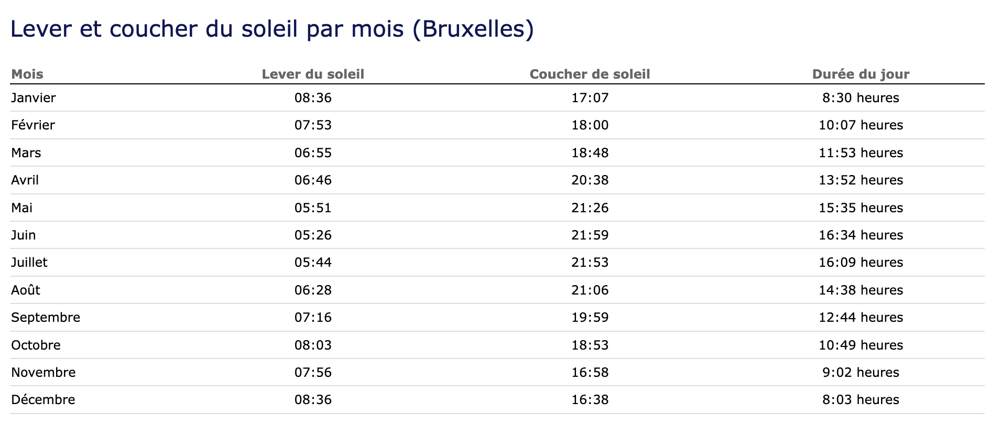 Lever et coucher du soleil par mois (Bruxelles)
Mois Lever du soleil Coucher de soleil Durée du jour
Janvier 08:36 17:07 8:30 heures
Février 07:53 18:00 10:07 heures
Mars 06:55 18:48 11:53 heures
Avril 06:46 20:38 13:52 heures
Mai 05:51 21:26 15:35 heures
Juin 05:26 21:59 16:34 heures
Juillet 05:44 21:53 16:09 heures
Août 06:28 21:06 14:38 heures
Septembre 07:16 19:59 12:44 heures
Octobre 08:03 18:53 10:49 heures
Novembre 07:56 16:58 9:02 heures
Décembre 08:36 16:38 8:03 heures